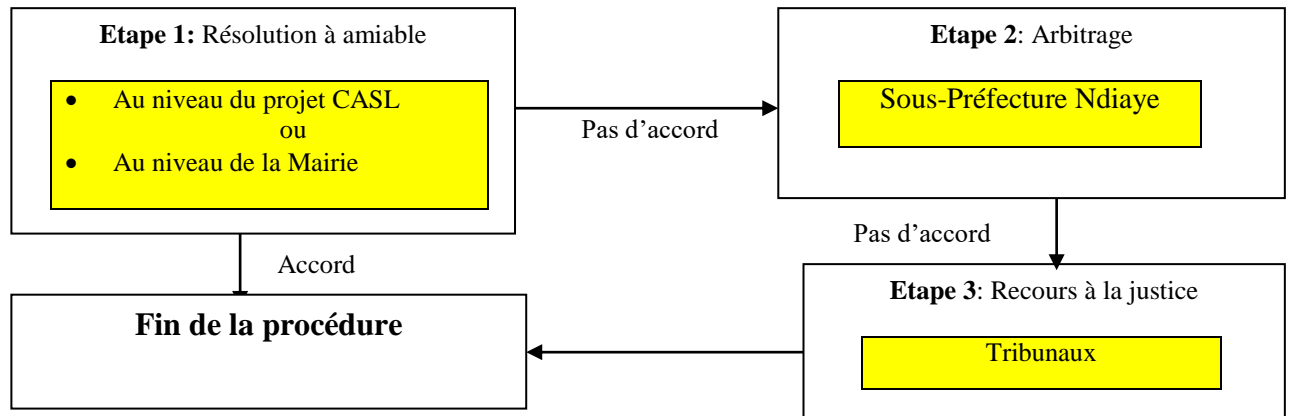 Etape 1: Résolution à amiable
• Au niveau du projet CASL
ou
• Au niveau de la Mairie
Pas d’accord
Etape 2: Arbitrage
Sous-Préfecture Ndiaye
Pas d’accord
Accord
Etape 3: Recours à la justice
Tribunaux
Fin de la procédure